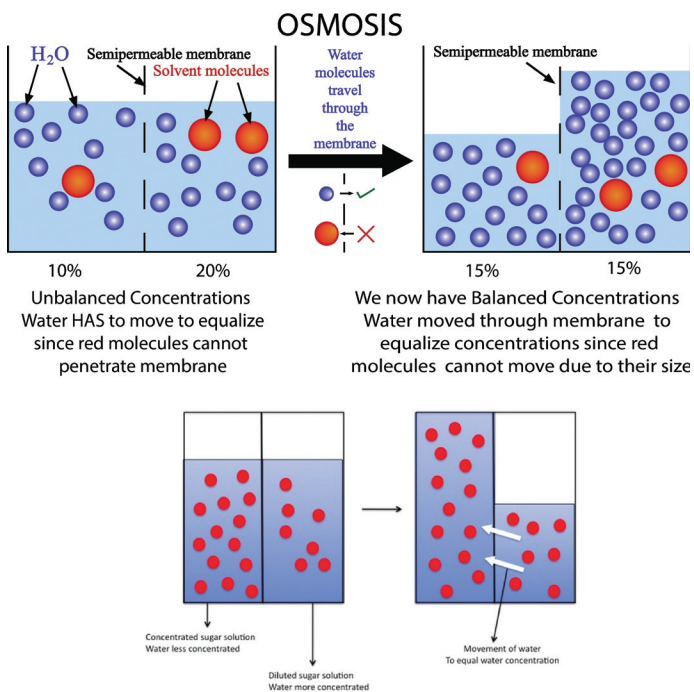 OSMOSIS
H₂O
Semipermeable membrane
Solvent molecules
Water
molecules
travel
through
the
membrane
Semipermeable membrane
10%
20%
15%
15%
Unbalanced Concentrations
Water HAS to move to equalize
since red molecules cannot
penetrate membrane
We now have Balanced Concentrations
Water moved through membrane to
equalize concentrations since red
molecules cannot move due to their size
Concentrated sugar solution
Water less concentrated
Diluted sugar solution
Water more concentrated
Movement of water
To equal water concentration